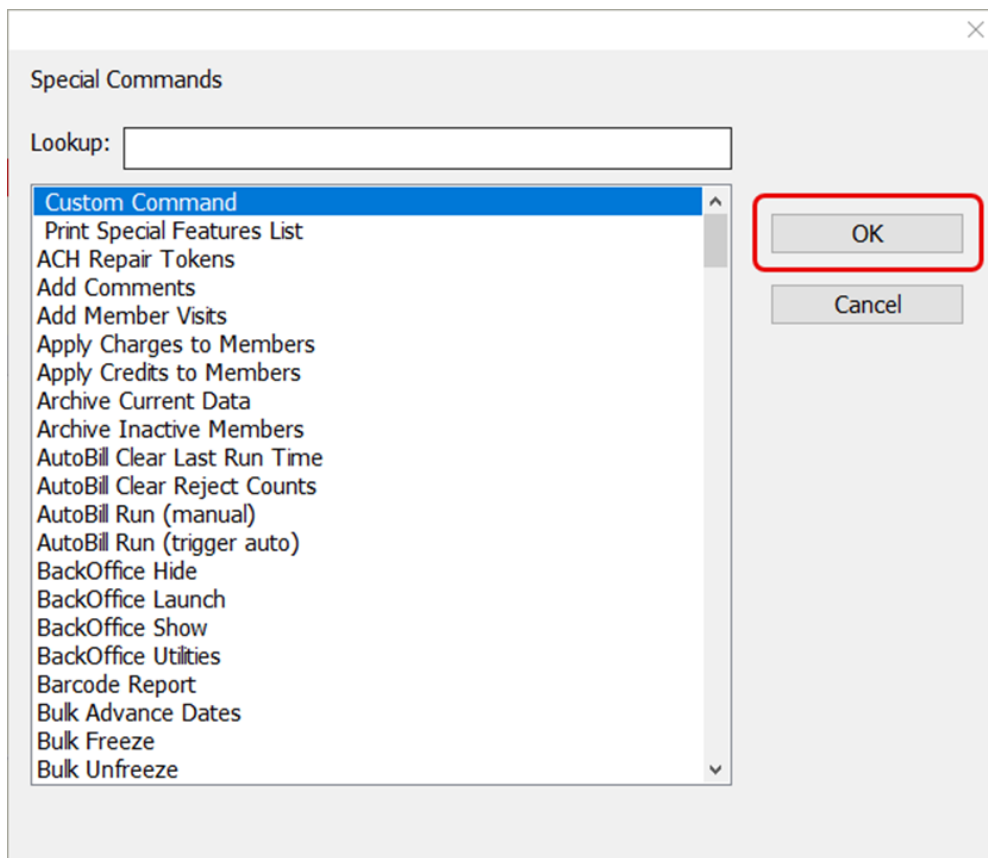 Special Commands
Lookup:
Custom Command
Print Special Features List
ACH Repair Tokens
Add Comments
Add Member Visits
Apply Charges to Members
Apply Credits to Members
Archive Current Data
Archive Inactive Members
AutoBill Clear Last Run Time
AutoBill Clear Reject Counts
AutoBill Run (manual)
AutoBill Run (trigger auto)
BackOffice Hide
BackOffice Launch
BackOffice Show
BackOffice Utilities
Barcode Report
Bulk Advance Dates
Bulk Freeze
Bulk Unfreeze
OK
Cancel